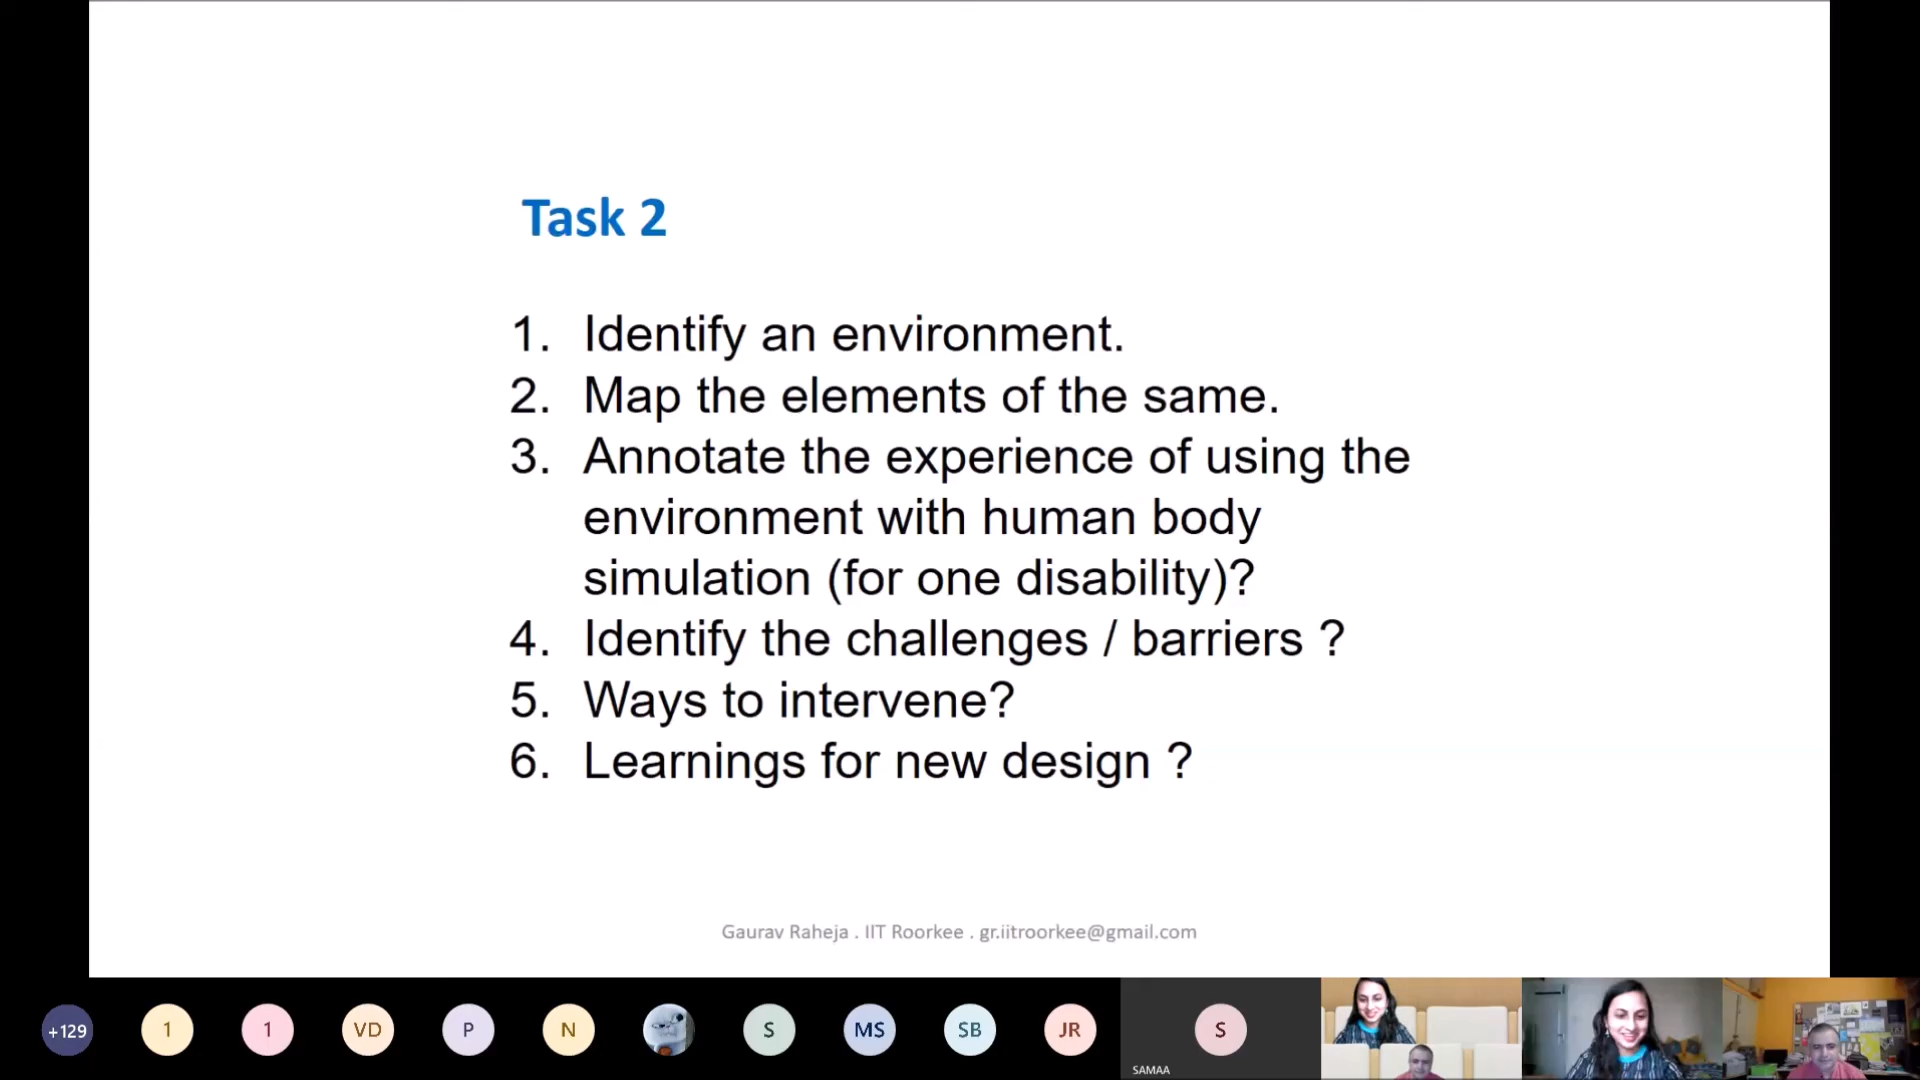 Task 2
1. Identify an environment.
2. Map the elements of the same.
3. Annotate the experience of using the
environment with human body
simulation (for one disability)?
4. Identify the challenges / barriers ?
5. Ways to intervene?
6. Learnings for new design ?
Gaurav Raheja . IIT Roorkee . gr.iitroorkee@gmail.com
+129 1 1 VD P N S MS SB JR S
SAMAA